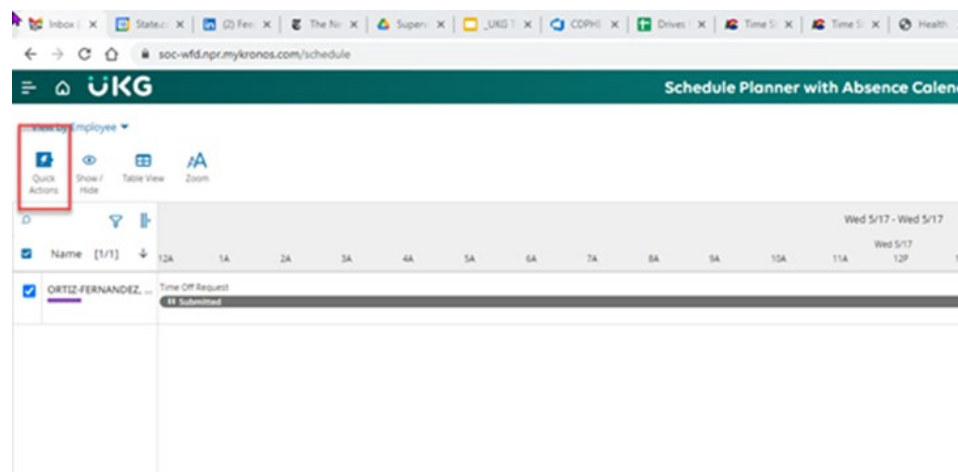 Inbox ( State.c (2) Fee The Ne Superv _UKG T CDPHE Drives Time S Time S Health
soc-wfd.npr.mykronos.com/schedule
UKG Schedule Planner with Absence Calen
View by Employee
Quick Actions Show / Hide Table View Zoom
Wed 5/17 - Wed 5/17
Wed 5/17
Name [1/1] 12A 1A 2A 3A 4A 5A 6A 7A 8A 9A 10A 11A 12P
ORTIZ-FERNANDEZ, ... Time Off Request
Submitted